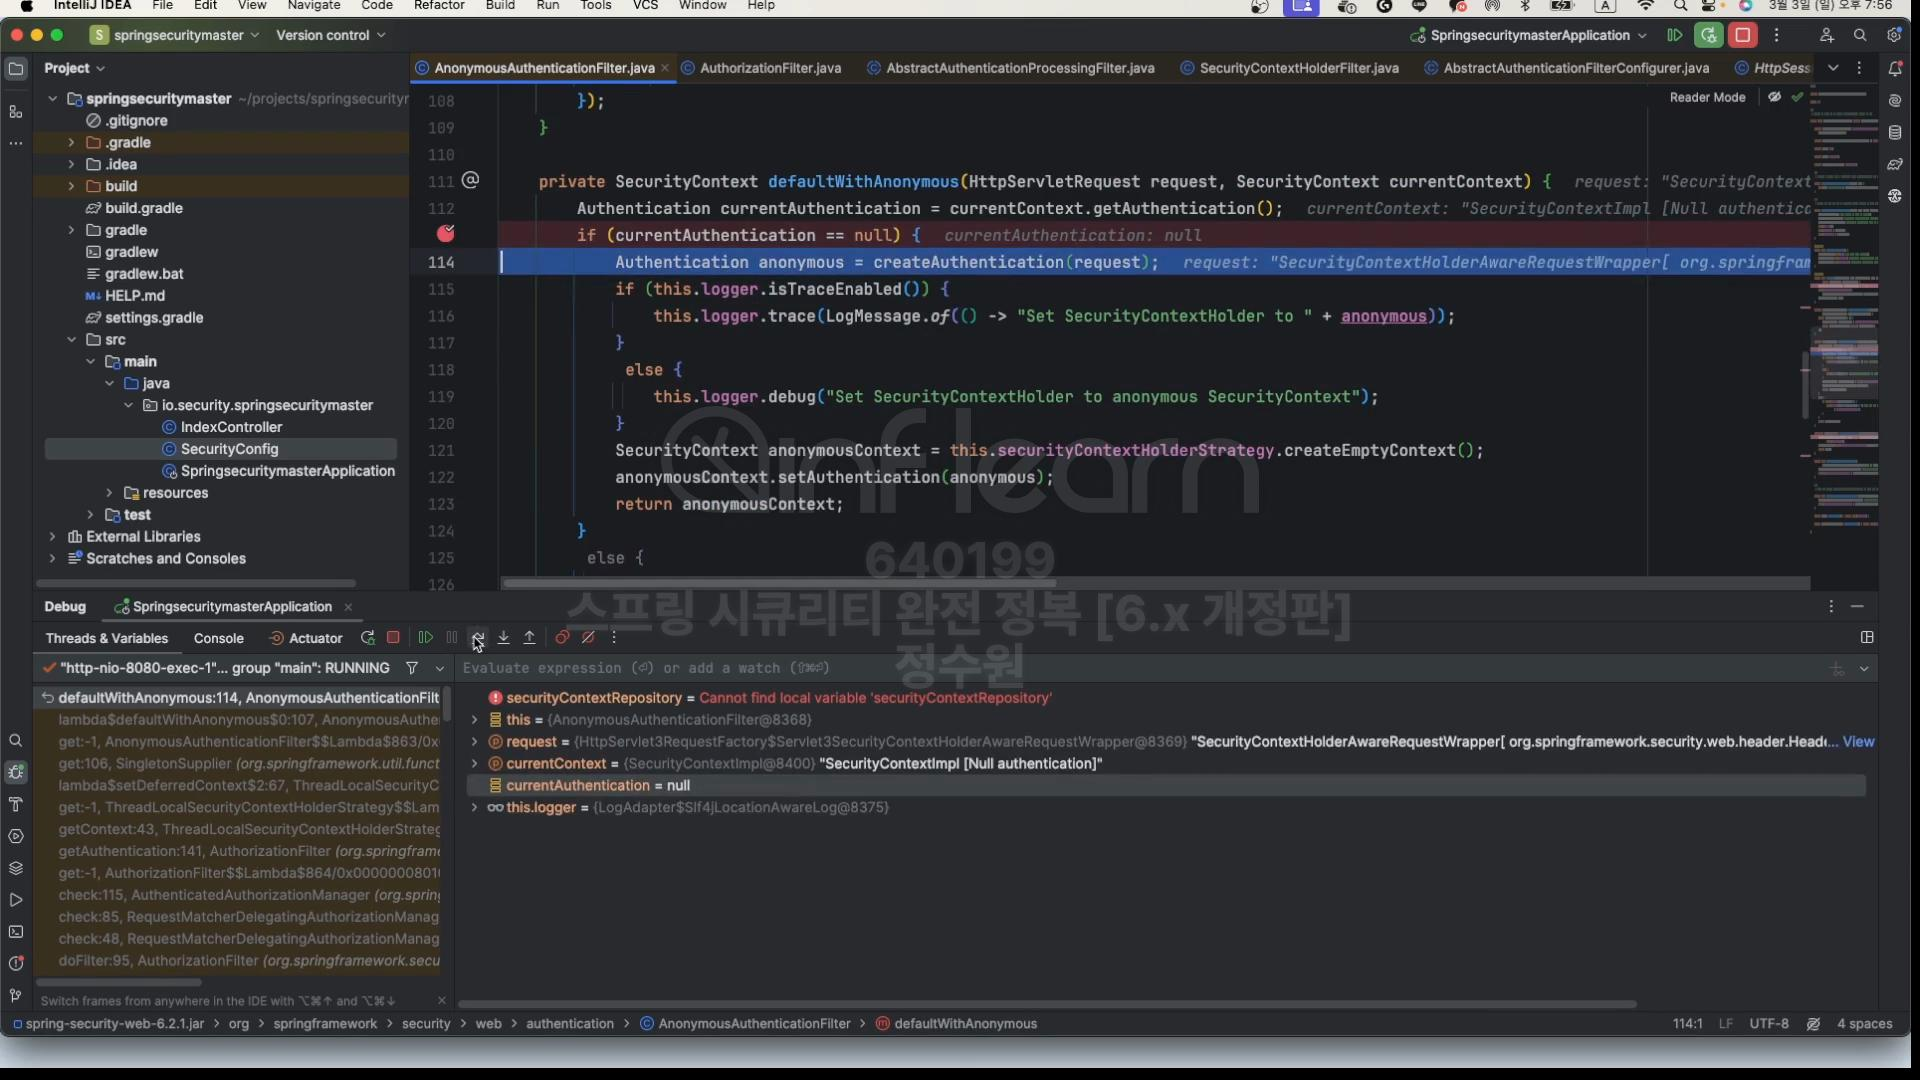 IntelliJ IDEA File Edit View Navigate Code Refactor Build Run Tools VCS Window Help 3월 3일 (일) 오후 7:56
S springsecuritymaster Version control SpringsecuritymasterApplication
Project
AnonymousAuthenticationFilter.java AuthorizationFilter.java AbstractAuthenticationProcessingFilter.java SecurityContextHolderFilter.java AbstractAuthenticationFilterConfigurer.java HttpSess
Reader Mode
springsecuritymaster ~/projects/springsecurityr
.gitignore
.gradle
.idea
build
build.gradle
gradle
gradlew
gradlew.bat
M↓ HELP.md
settings.gradle
src
main
java
io.security.springsecuritymaster
IndexController
SecurityConfig
SpringsecuritymasterApplication
resources
test
External Libraries
Scratches and Consoles
108 });
109 }
110
111 private SecurityContext defaultWithAnonymous(HttpServletRequest request, SecurityContext currentContext) { request: "SecurityContext
112 Authentication currentAuthentication = currentContext.getAuthentication(); currentContext: "SecurityContextImpl [Null authentica
if (currentAuthentication == null) { currentAuthentication: null
114 Authentication anonymous = createAuthentication(request); request: "SecurityContextHolderAwareRequestWrapper[ org.springfram
115 if (this.logger.isTraceEnabled()) {
116 this.logger.trace(LogMessage.of(() -> "Set SecurityContextHolder to " + anonymous));
117 }
118 else {
119 this.logger.debug("Set SecurityContextHolder to anonymous SecurityContext");
120 }
121 SecurityContext anonymousContext = this.securityContextHolderStrategy.createEmptyContext();
122 anonymousContext.setAuthentication(anonymous);
123 return anonymousContext;
124 }
125 else {
126
inflearn
640199
스프링 시큐리티 완전 정복 [6.x 개정판]
정수원
Debug SpringsecuritymasterApplication
Threads & Variables Console Actuator
"http-nio-8080-exec-1"... group "main": RUNNING
Evaluate expression (⏎) or add a watch (⇧⌘⏎)
defaultWithAnonymous:114, AnonymousAuthenticationFilt
lambda$defaultWithAnonymous$0:107, AnonymousAuthe
get:-1, AnonymousAuthenticationFilter$$Lambda$863/0x
get:106, SingletonSupplier (org.springframework.util.funct
lambda$setDeferredContext$2:67, ThreadLocalSecurityC
get:-1, ThreadLocalSecurityContextHolderStrategy$$Lam
getContext:43, ThreadLocalSecurityContextHolderStrateg
getAuthentication:141, AuthorizationFilter (org.springfram
get:-1, AuthorizationFilter$$Lambda$864/0x0000000801
check:115, AuthenticatedAuthorizationManager (org.sprin
check:85, RequestMatcherDelegatingAuthorizationManag
check:48, RequestMatcherDelegatingAuthorizationManag
doFilter:95, AuthorizationFilter (org.springframework.secu
securityContextRepository = Cannot find local variable 'securityContextRepository'
this = {AnonymousAuthenticationFilter@8368}
request = {HttpServlet3RequestFactory$Servlet3SecurityContextHolderAwareRequestWrapper@8369} "SecurityContextHolderAwareRequestWrapper[ org.springframework.security.web.header.Head... View
currentContext = {SecurityContextImpl@8400} "SecurityContextImpl [Null authentication]"
currentAuthentication = null
this.logger = {LogAdapter$Slf4jLocationAwareLog@8375}
Switch frames from anywhere in the IDE with ⌥⌘↑ and ⌥⌘↓
spring-security-web-6.2.1.jar > org > springframework > security > web > authentication > AnonymousAuthenticationFilter > defaultWithAnonymous
114:1 LF UTF-8 4 spaces